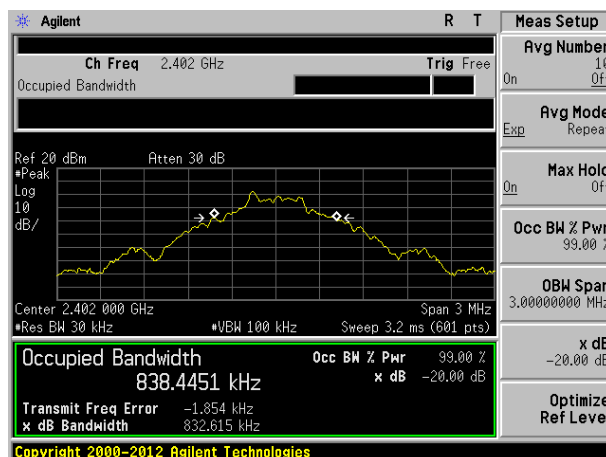 Agilent R T
Meas Setup
Ch Freq 2.402 GHz Trig Free
Occupied Bandwidth
Ref 20 dBm Atten 30 dB
#Peak
Log
10
dB/
Center 2.402 000 GHz Span 3 MHz
#Res BW 30 kHz #VBW 100 kHz Sweep 3.2 ms (601 pts)
Occupied Bandwidth Occ BW % Pwr 99.00 %
838.4451 kHz x dB -20.00 dB
Transmit Freq Error -1.854 kHz
x dB Bandwidth 832.615 kHz
Copyright 2000-2012 Agilent Technologies
Avg Number
10
On Off
Avg Mode
Exp Repeat
Max Hold
On Off
Occ BW % Pwr
99.00 %
OBW Span
3.00000000 MHz
x dB
-20.00 dB
Optimize
Ref Level